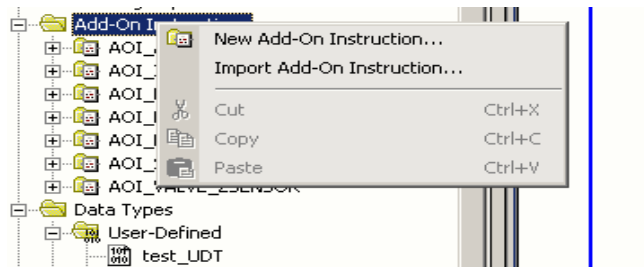 Add-On
New Add-On Instruction...
Import Add-On Instruction...
Cut Ctrl+X
Copy Ctrl+C
Paste Ctrl+V
AOI_
AOI_
AOI_
AOI_
AOI_
AOI_
AOI_VALVE_2SENSOR
Data Types
User-Defined
test_UDT